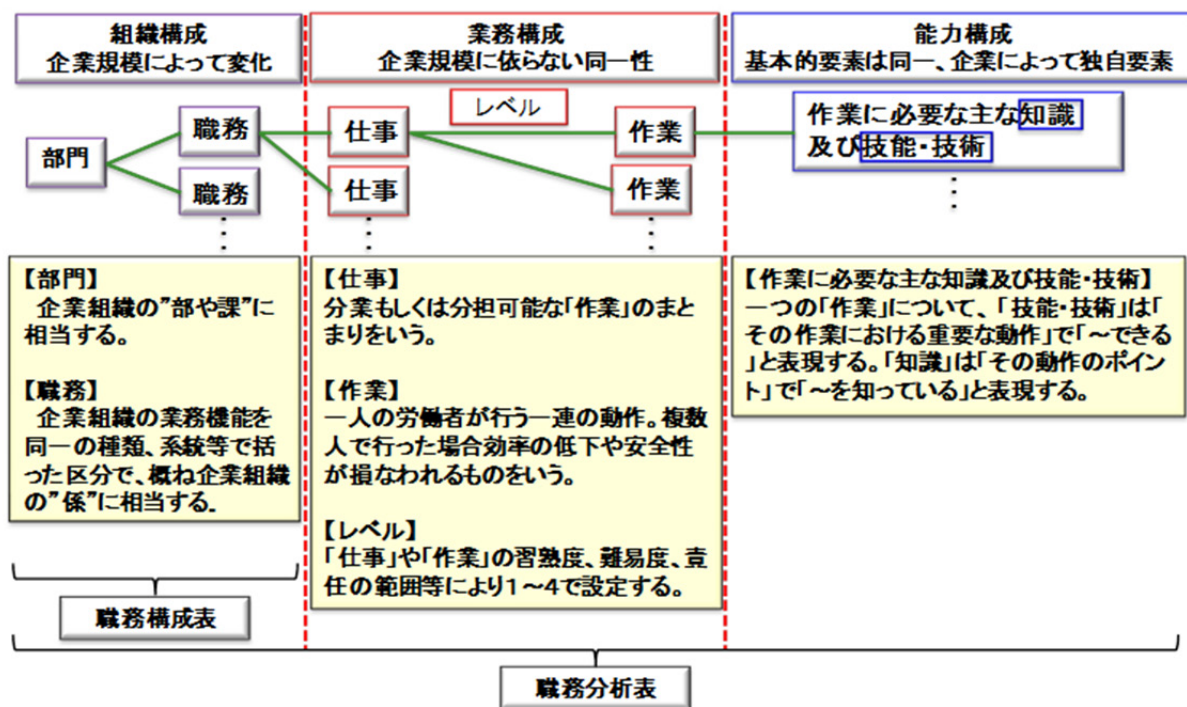 組織構成
企業規模によって変化
業務構成
企業規模に依らない同一性
能力構成
基本的要素は同一、企業によって独自要素
レベル
部門
職務
職務
仕事
仕事
作業
作業
作業に必要な主な知識
及び技能・技術
【部門】
企業組織の”部や課”に
相当する。
【職務】
企業組織の業務機能を
同一の種類、系統等で括
った区分で、概ね企業組織
の”係”に相当する。
【仕事】
分業もしくは分担可能な「作業」のまと
まりをいう。
【作業】
一人の労働者が行う一連の動作。複数
人で行った場合効率の低下や安全性
が損なわれるものをいう。
【レベル】
「仕事」や「作業」の習熟度、難易度、責
任の範囲等により1～4で設定する。
【作業に必要な主な知識及び技能・技術】
一つの「作業」について、「技能・技術」は「
その作業における重要な動作」で「～できる
」と表現する。「知識」は「その動作のポイン
ト」で「～を知っている」と表現する。
職務構成表
職務分析表